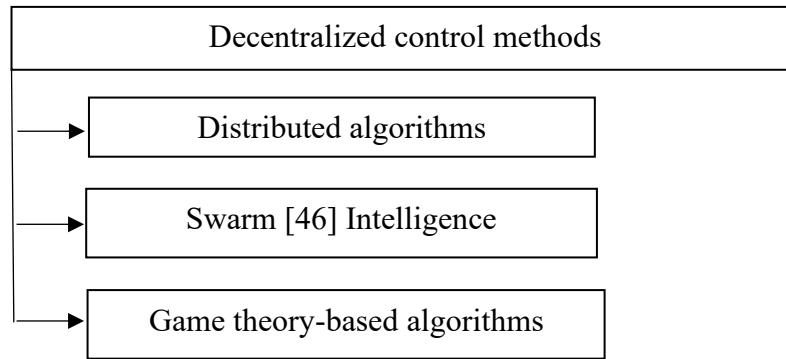 Decentralized control methods
Distributed algorithms
Swarm [46] Intelligence
Game theory-based algorithms